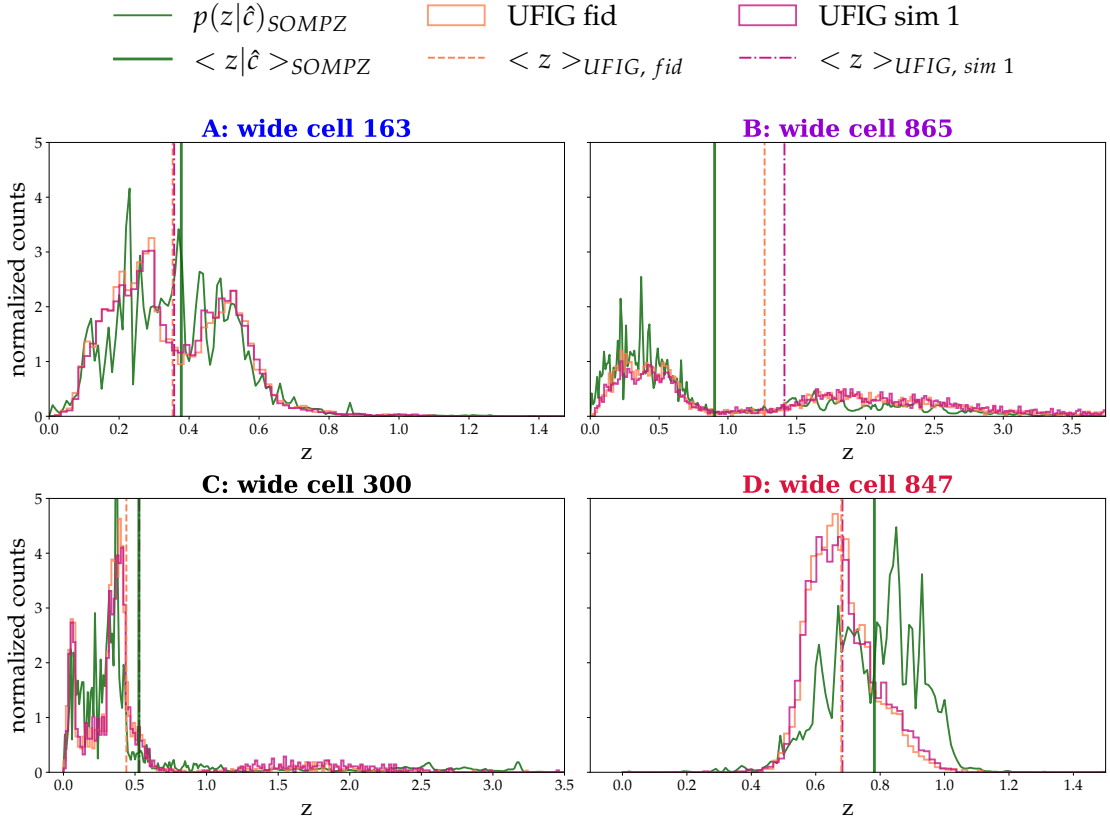 p(z|ĉ)SOMPZ UFIG fid UFIG sim 1
< z|ĉ >SOMPZ < z >UFIG, fid < z >UFIG, sim 1
A: wide cell 163 B: wide cell 865
normalized counts
5
4
3
2
1
0
0.0 0.2 0.4 0.6 0.8 1.0 1.2 1.4
z
0.0 0.5 1.0 1.5 2.0 2.5 3.0 3.5
z
C: wide cell 300 D: wide cell 847
normalized counts
5
4
3
2
1
0
0.0 0.5 1.0 1.5 2.0 2.5 3.0 3.5
z
0.0 0.2 0.4 0.6 0.8 1.0 1.2 1.4
z